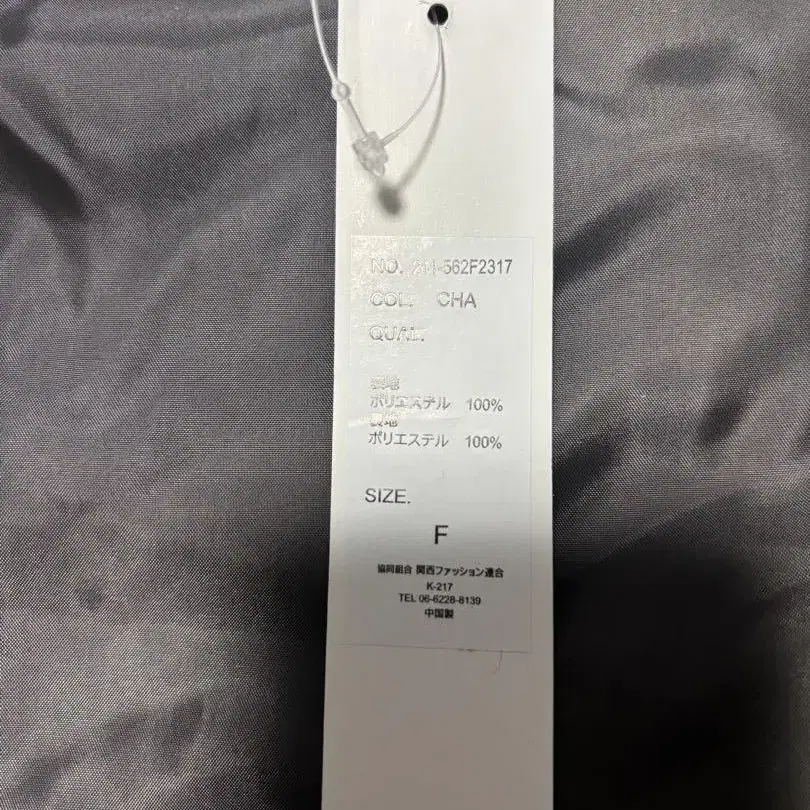 NO. 241-562F2317
COL. CHA
QUAL.
表地
ポリエステル 100%
裏地
ポリエステル 100%
SIZE.
F
協同組合 関西ファッション連合
K-217
TEL 06-6228-8139
中国製